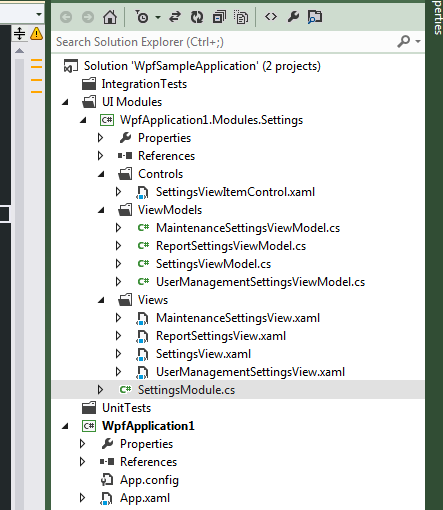 perties
Search Solution Explorer (Ctrl+;)
Solution 'WpfSampleApplication' (2 projects)
IntegrationTests
UI Modules
C# WpfApplication1.Modules.Settings
Properties
References
Controls
SettingsViewItemControl.xaml
ViewModels
C# MaintenanceSettingsViewModel.cs
C# ReportSettingsViewModel.cs
C# SettingsViewModel.cs
C# UserManagementSettingsViewModel.cs
Views
MaintenanceSettingsView.xaml
ReportSettingsView.xaml
SettingsView.xaml
UserManagementSettingsView.xaml
C# SettingsModule.cs
UnitTests
C# WpfApplication1
Properties
References
App.config
App.xaml